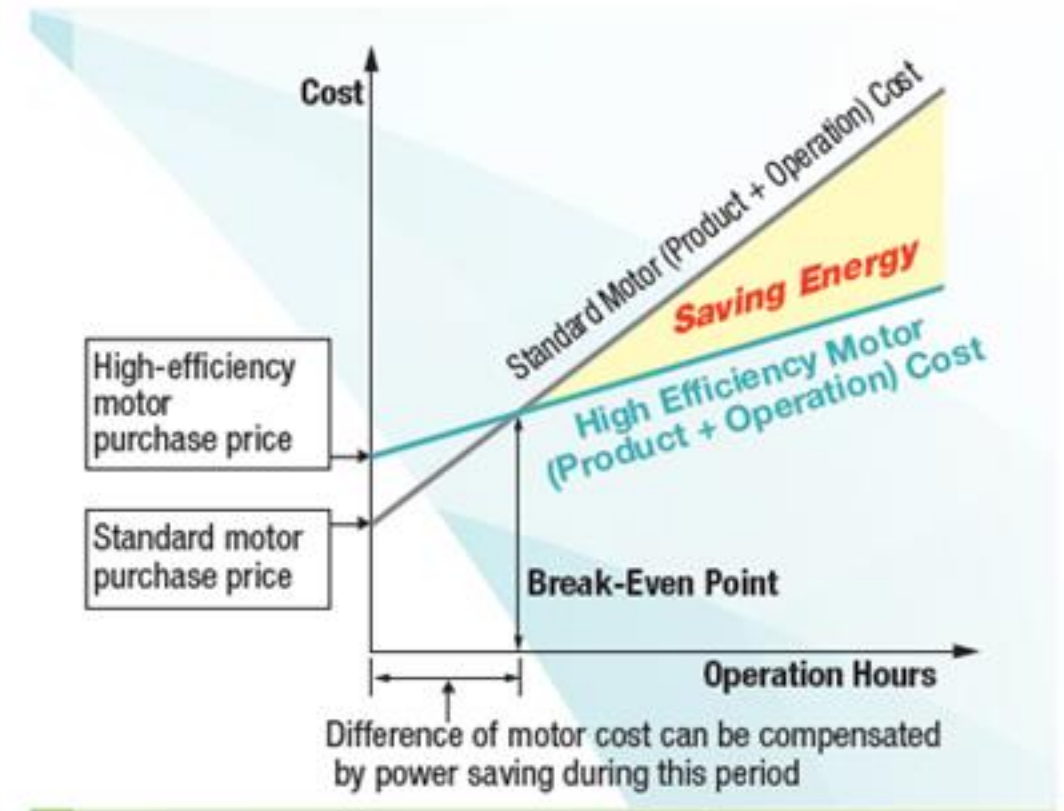 Cost
Standard Motor (Product + Operation) Cost
Saving Energy
High Efficiency Motor
(Product + Operation) Cost
High-efficiency
motor
purchase price
Standard motor
purchase price
Break-Even Point
Operation Hours
Difference of motor cost can be compensated
by power saving during this period